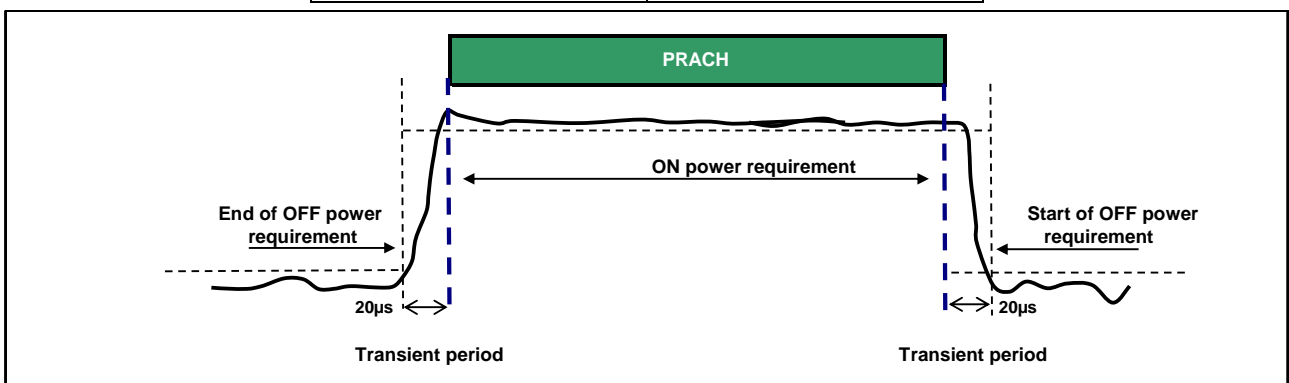 PRACH
ON power requirement
End of OFF power
requirement
Start of OFF power
requirement
20µs
20µs
Transient period
Transient period